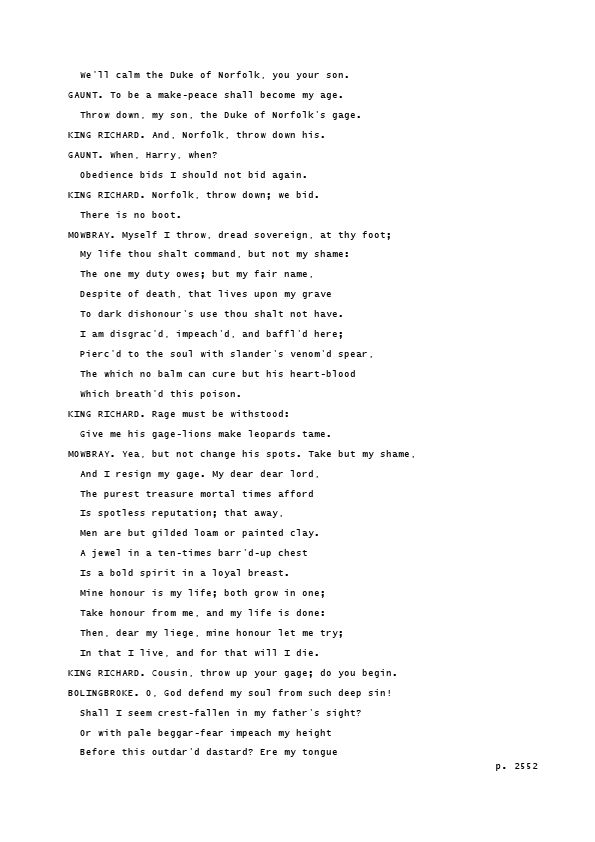 We'll calm the Duke of Norfolk, you your son.
GAUNT. To be a make-peace shall become my age.
Throw down, my son, the Duke of Norfolk's gage.
KING RICHARD. And, Norfolk, throw down his.
GAUNT. When, Harry, when?
Obedience bids I should not bid again.
KING RICHARD. Norfolk, throw down; we bid.
There is no boot.
MOWBRAY. Myself I throw, dread sovereign, at thy foot;
My life thou shalt command, but not my shame:
The one my duty owes; but my fair name,
Despite of death, that lives upon my grave
To dark dishonour's use thou shalt not have.
I am disgrac'd, impeach'd, and baffl'd here;
Pierc'd to the soul with slander's venom'd spear,
The which no balm can cure but his heart-blood
Which breath'd this poison.
KING RICHARD. Rage must be withstood:
Give me his gage-lions make leopards tame.
MOWBRAY. Yea, but not change his spots. Take but my shame,
And I resign my gage. My dear dear lord,
The purest treasure mortal times afford
Is spotless reputation; that away,
Men are but gilded loam or painted clay.
A jewel in a ten-times barr'd-up chest
Is a bold spirit in a loyal breast.
Mine honour is my life; both grow in one;
Take honour from me, and my life is done:
Then, dear my liege, mine honour let me try;
In that I live, and for that will I die.
KING RICHARD. Cousin, throw up your gage; do you begin.
BOLINGBROKE. O, God defend my soul from such deep sin!
Shall I seem crest-fallen in my father's sight?
Or with pale beggar-fear impeach my height
Before this outdar'd dastard? Ere my tongue
p. 2552